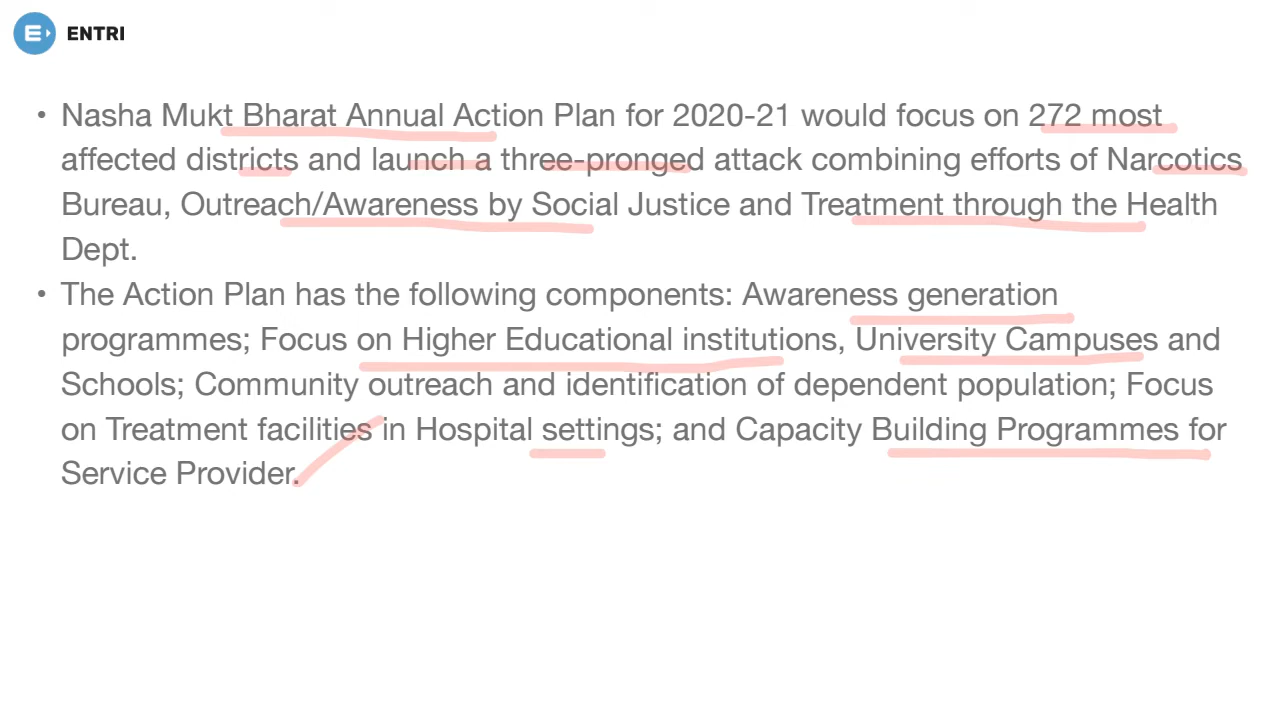 ENTRI
• Nasha Mukt Bharat Annual Action Plan for 2020-21 would focus on 272 most
affected districts and launch a three-pronged attack combining efforts of Narcotics
Bureau, Outreach/Awareness by Social Justice and Treatment through the Health
Dept.
• The Action Plan has the following components: Awareness generation
programmes; Focus on Higher Educational institutions, University Campuses and
Schools; Community outreach and identification of dependent population; Focus
on Treatment facilities in Hospital settings; and Capacity Building Programmes for
Service Provider.